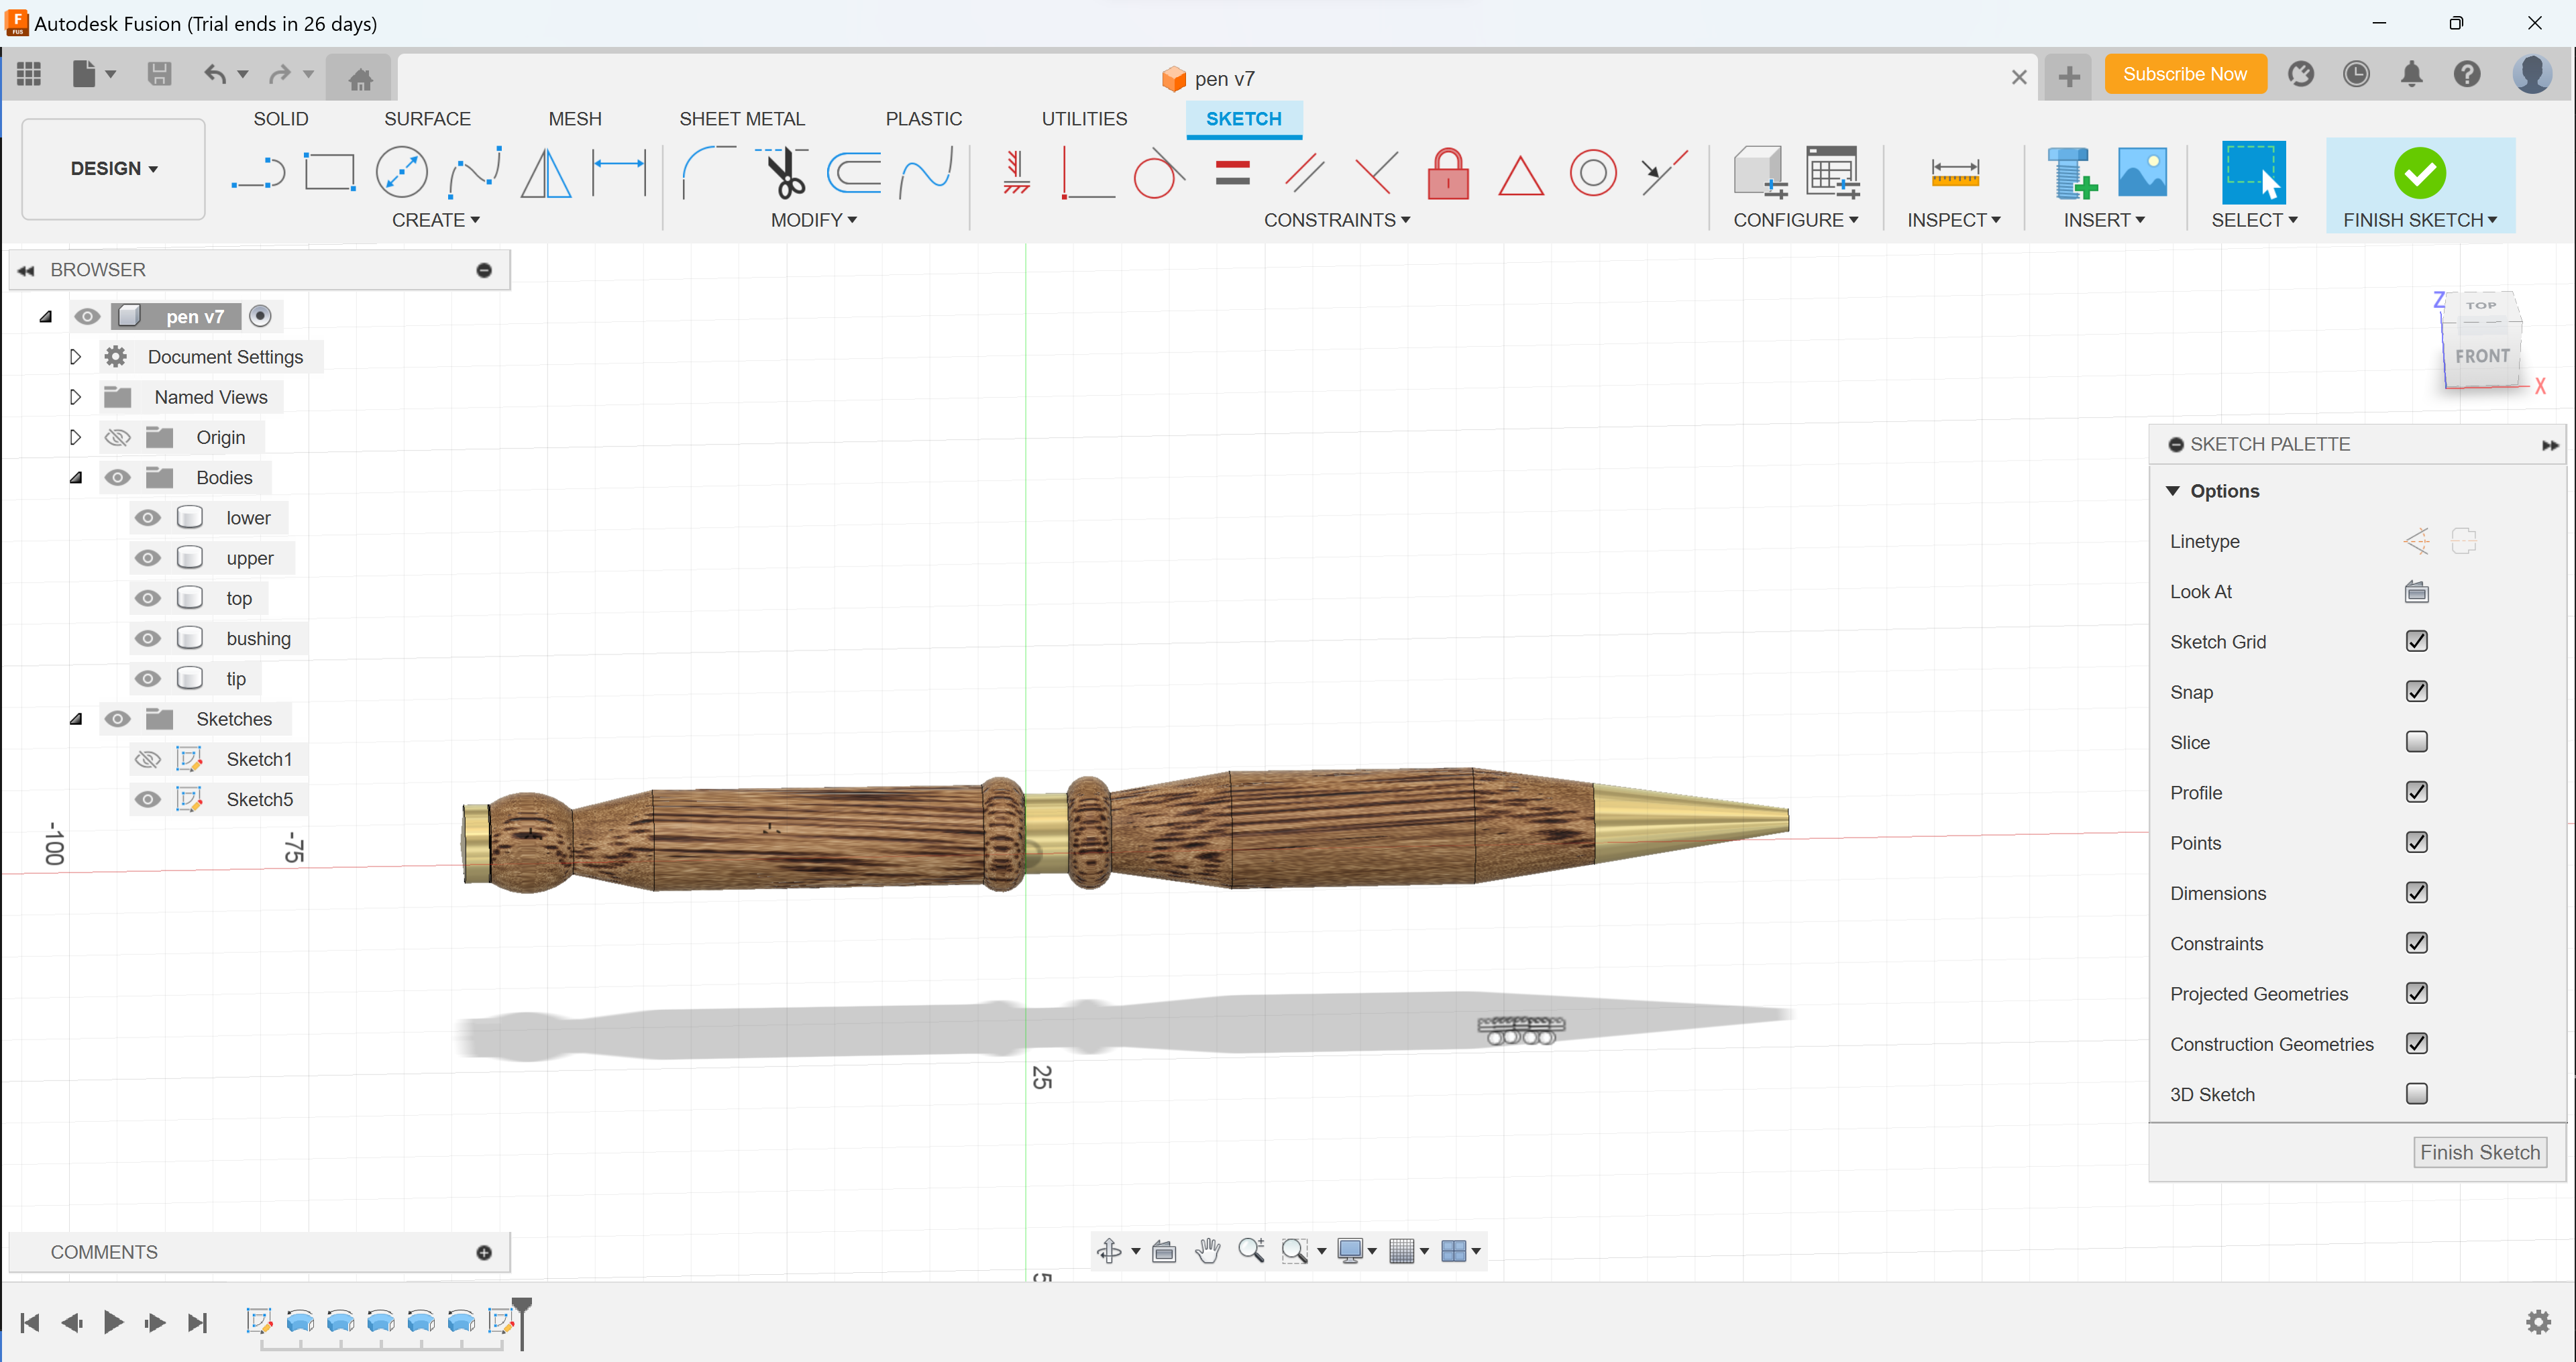 Autodesk Fusion (Trial ends in 26 days)
pen v7
Subscribe Now
SOLID SURFACE MESH SHEET METAL PLASTIC UTILITIES SKETCH
DESIGN
CREATE MODIFY CONSTRAINTS CONFIGURE INSPECT INSERT SELECT FINISH SKETCH
BROWSER
pen v7
Document Settings
Named Views
Origin
Bodies
lower
upper
top
bushing
tip
Sketches
Sketch1
Sketch5
Z
TOP
FRONT
X
SKETCH PALETTE
Options
Linetype
Look At
Sketch Grid
Snap
Slice
Profile
Points
Dimensions
Constraints
Projected Geometries
Construction Geometries
3D Sketch
Finish Sketch
-100
-75
25
COMMENTS